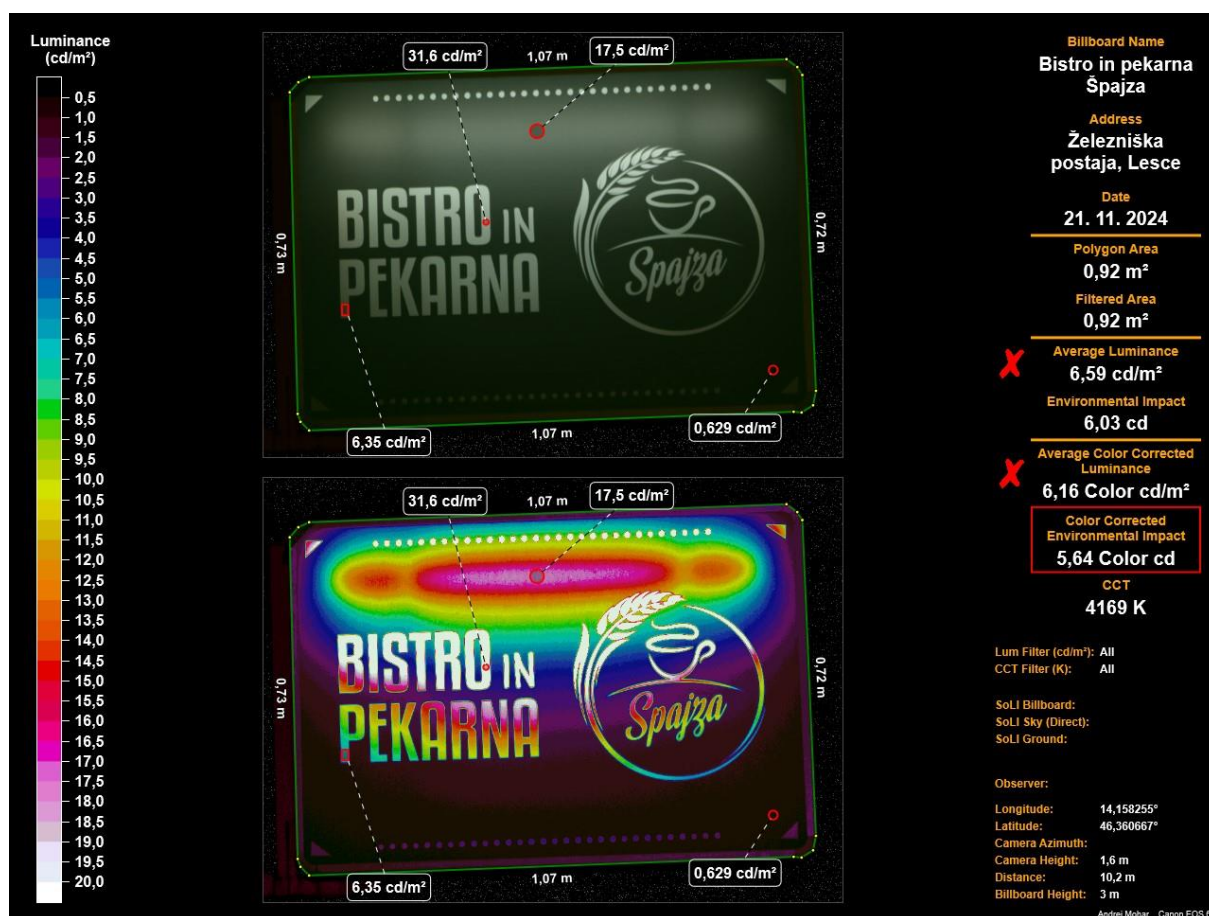 Luminance
(cd/m²)
0,5
1,0
1,5
2,0
2,5
3,0
3,5
4,0
4,5
5,0
5,5
6,0
6,5
7,0
7,5
8,0
8,5
9,0
9,5
10,0
10,5
11,0
11,5
12,0
12,5
13,0
13,5
14,0
14,5
15,0
15,5
16,0
16,5
17,0
17,5
18,0
18,5
19,0
19,5
20,0
31,6 cd/m²
1,07 m
17,5 cd/m²
BISTRO IN
PEKARNA
Špajza
0,73 m
0,72 m
6,35 cd/m²
1,07 m
0,629 cd/m²
31,6 cd/m²
1,07 m
17,5 cd/m²
BISTRO IN
PEKARNA
Špajza
0,73 m
0,72 m
6,35 cd/m²
1,07 m
0,629 cd/m²
Billboard Name
Bistro in pekarna
Špajza
Address
Železniška
postaja, Lesce
Date
21. 11. 2024
Polygon Area
0,92 m²
Filtered Area
0,92 m²
Average Luminance
6,59 cd/m²
Environmental Impact
6,03 cd
Average Color Corrected
Luminance
6,16 Color cd/m²
Color Corrected
Environmental Impact
5,64 Color cd
CCT
4169 K
Lum Filter (cd/m²): All
CCT Filter (K): All
SoLI Billboard:
SoLI Sky (Direct):
SoLI Ground:
Observer:
Longitude: 14,158255°
Latitude: 46,360667°
Camera Azimuth:
Camera Height: 1,6 m
Distance: 10,2 m
Billboard Height: 3 m
Andrej Mohar Canon EOS